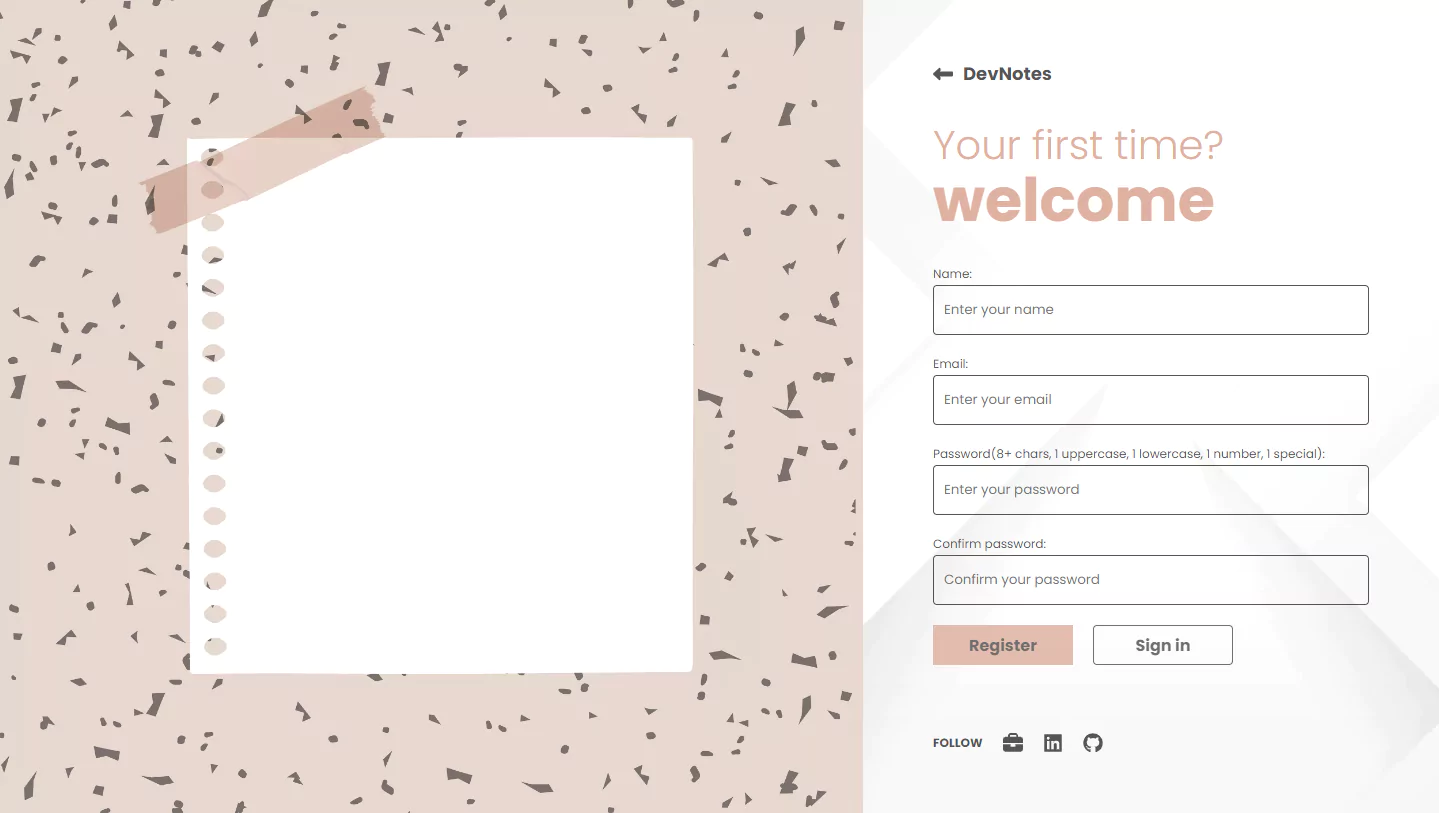 DevNotes
Your first time?
welcome
Name:
Enter your name
Email:
Enter your email
Password(8+ chars, 1 uppercase, 1 lowercase, 1 number, 1 special):
Enter your password
Confirm password:
Confirm your password
Register Sign in
FOLLOW